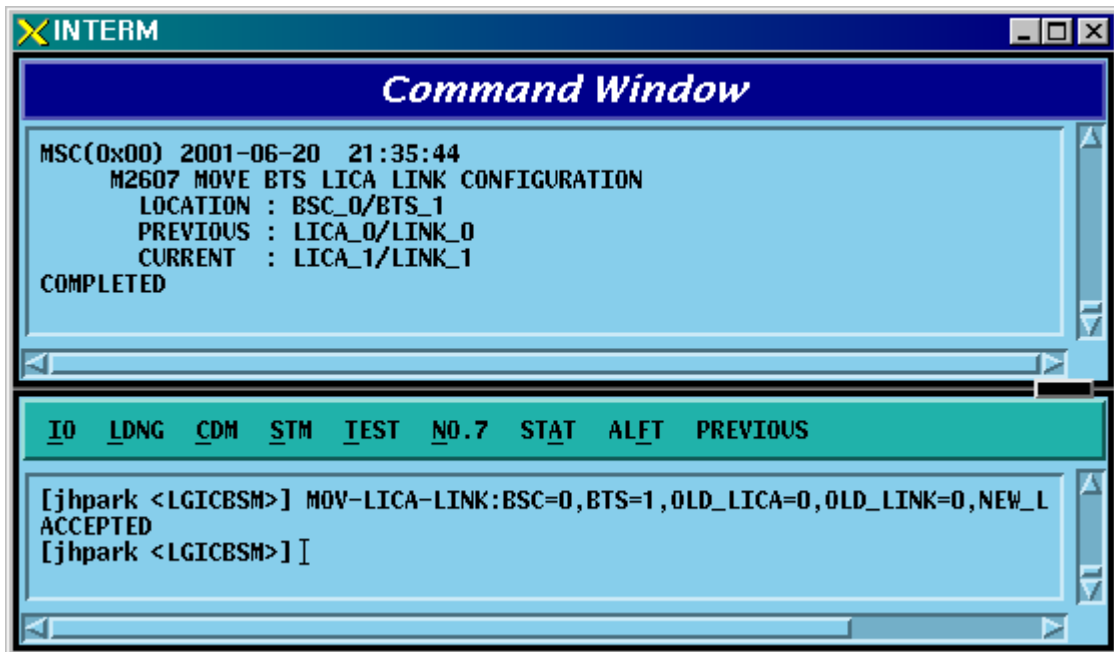 INTERM
Command Window
MSC(0x00) 2001-06-20 21:35:44
M2607 MOVE BTS LICA LINK CONFIGURATION
LOCATION : BSC_0/BTS_1
PREVIOUS : LICA_0/LINK_0
CURRENT : LICA_1/LINK_1
COMPLETED
IO LDNG CDM STM TEST NO.7 STAT ALFT PREVIOUS
[jhpark <LGICBSM>] MOV-LICA-LINK:BSC=0,BTS=1,OLD_LICA=0,OLD_LINK=0,NEW_L
ACCEPTED
[jhpark <LGICBSM>]